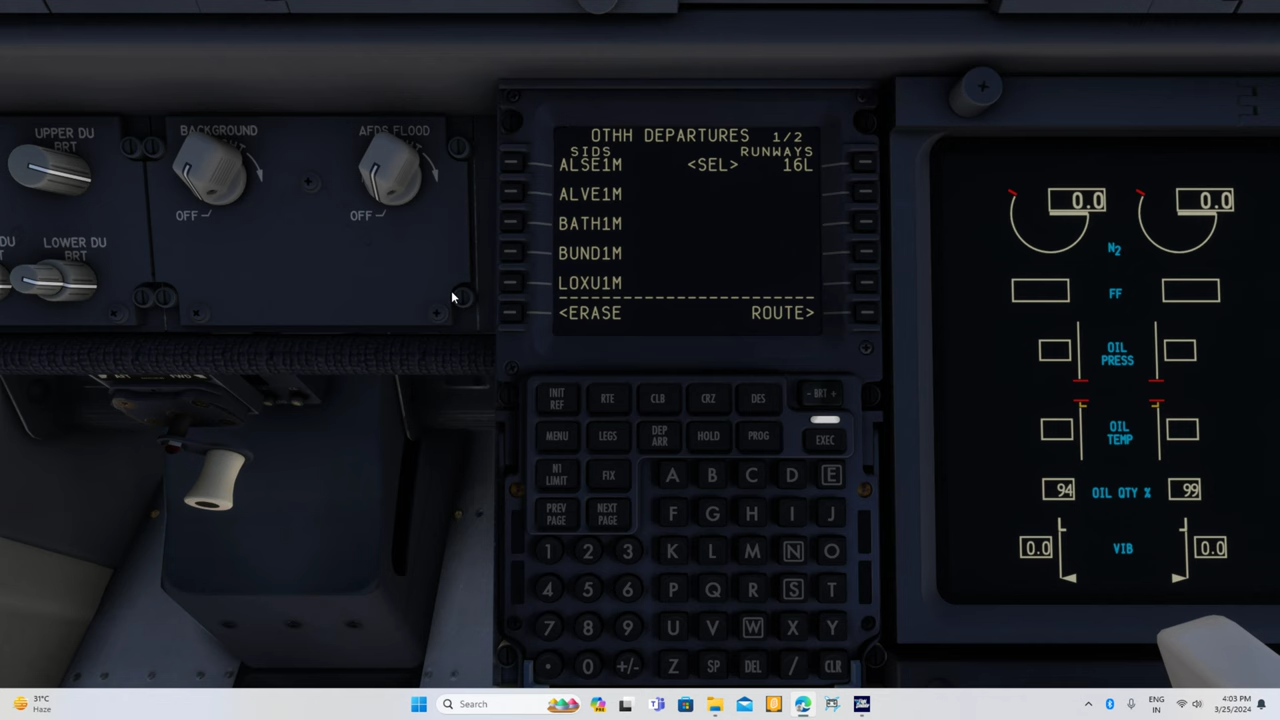 UPPER DU
BRT
BACKGROUND
OFF
AFDS FLOOD
OFF
DU
LOWER DU
BRT
OTHH DEPARTURES 1/2
SIDS RUNWAYS
ALSE1M <SEL> 16L
ALVE1M
BATH1M
BUND1M
LOXU1M
<ERASE ROUTE>
INIT
REF
RTE
CLB
CRZ
DES
- BRT +
MENU
LEGS
DEP
ARR
HOLD
PROG
EXEC
N1
LIMIT
FIX
A B C D E
PREV
PAGE
NEXT
PAGE
F G H I J
1 2 3 K L M N O
4 5 6 P Q R S T
7 8 9 U V W X Y
. 0 +/- Z SP DEL / CLR
0.0 0.0
N2
FF
OIL
PRESS
OIL
TEMP
94 OIL QTY % 99
0.0 VIB 0.0
31°C
Haze
Search
ENG
IN
4:03 PM
3/25/2024